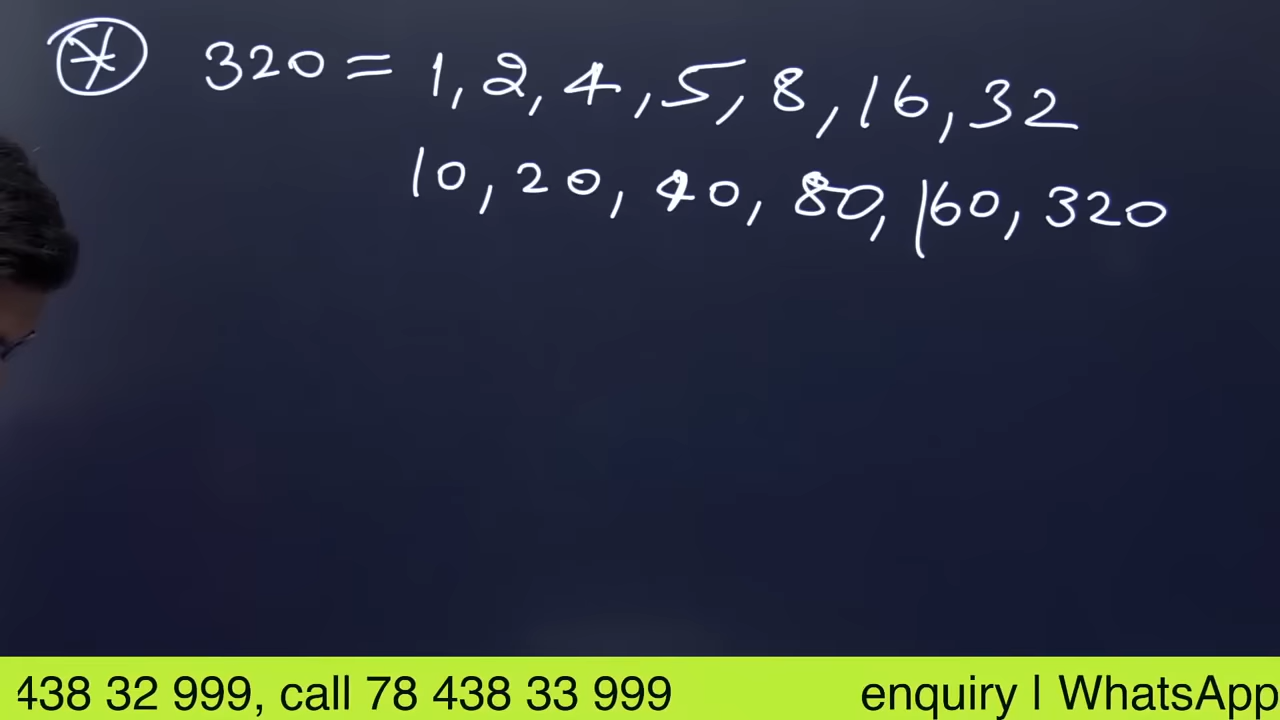 * 320 = 1, 2, 4, 5, 8, 16, 32
10, 20, 40, 80, 160, 320
438 32 999, call 78 438 33 999 enquiry | WhatsApp